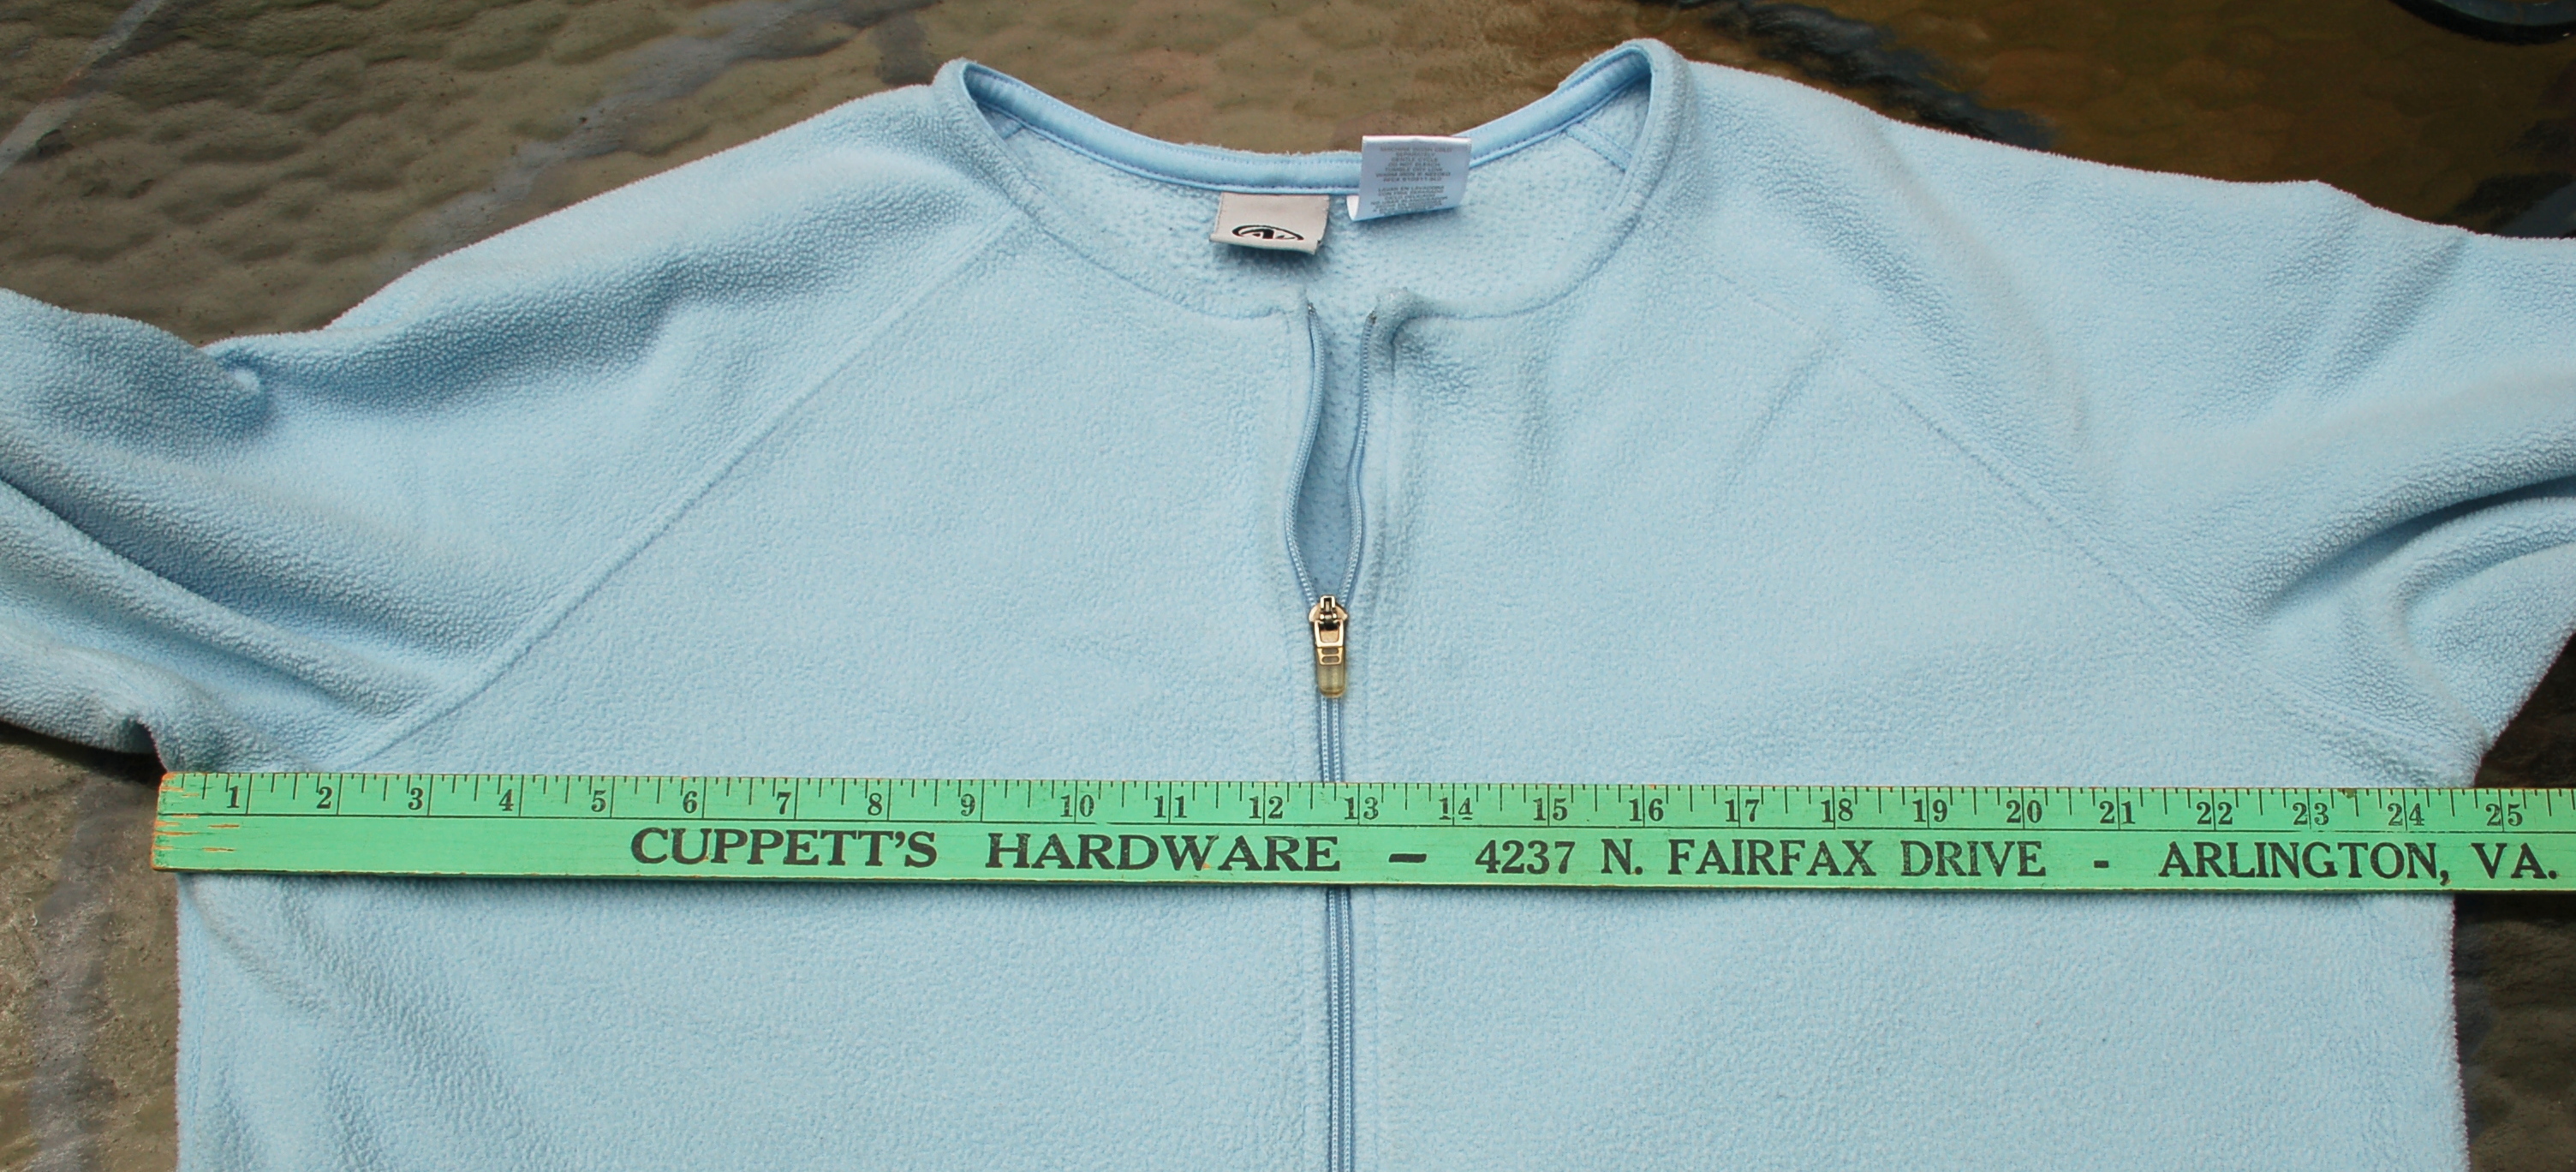 1 2 3 4 5 6 7 8 9 10 11 12 13 14 15 16 17 18 19 20 21 22 23 24 25
CUPPETT'S HARDWARE – 4237 N. FAIRFAX DRIVE - ARLINGTON, VA.